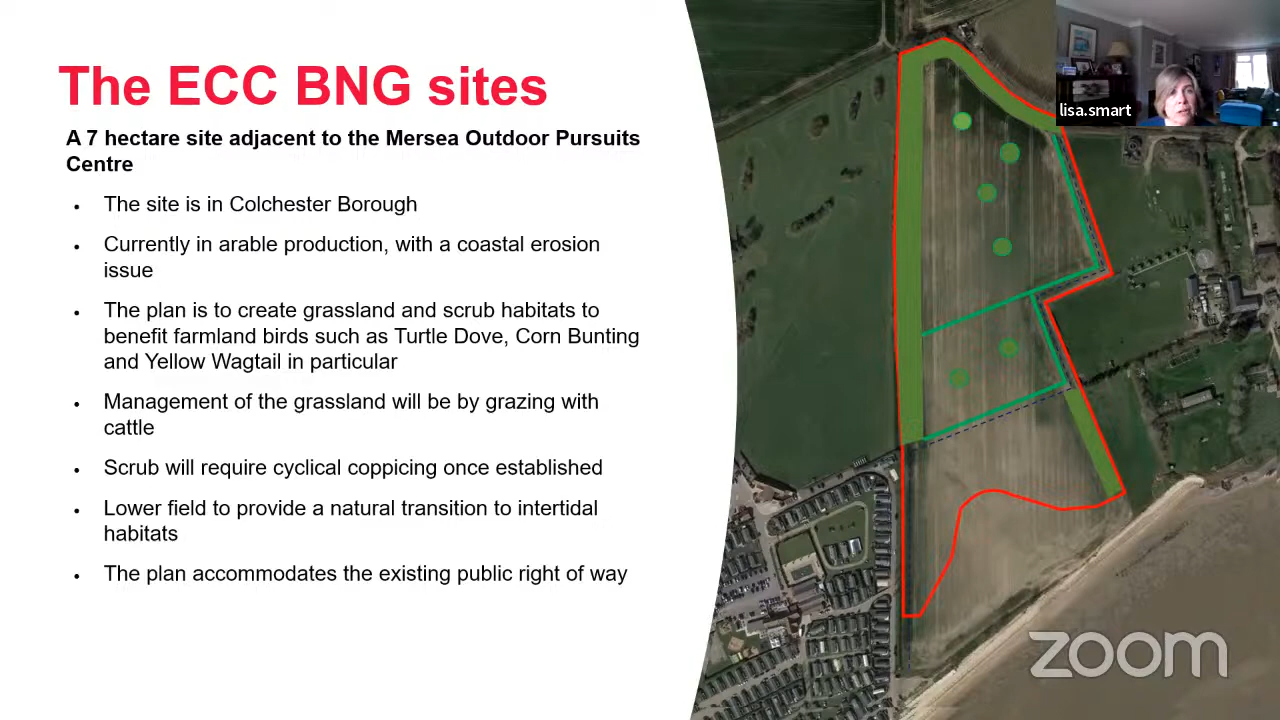 The ECC BNG sites
A 7 hectare site adjacent to the Mersea Outdoor Pursuits
Centre
• The site is in Colchester Borough
• Currently in arable production, with a coastal erosion
issue
• The plan is to create grassland and scrub habitats to
benefit farmland birds such as Turtle Dove, Corn Bunting
and Yellow Wagtail in particular
• Management of the grassland will be by grazing with
cattle
• Scrub will require cyclical coppicing once established
• Lower field to provide a natural transition to intertidal
habitats
• The plan accommodates the existing public right of way
lisa.smart
zoom